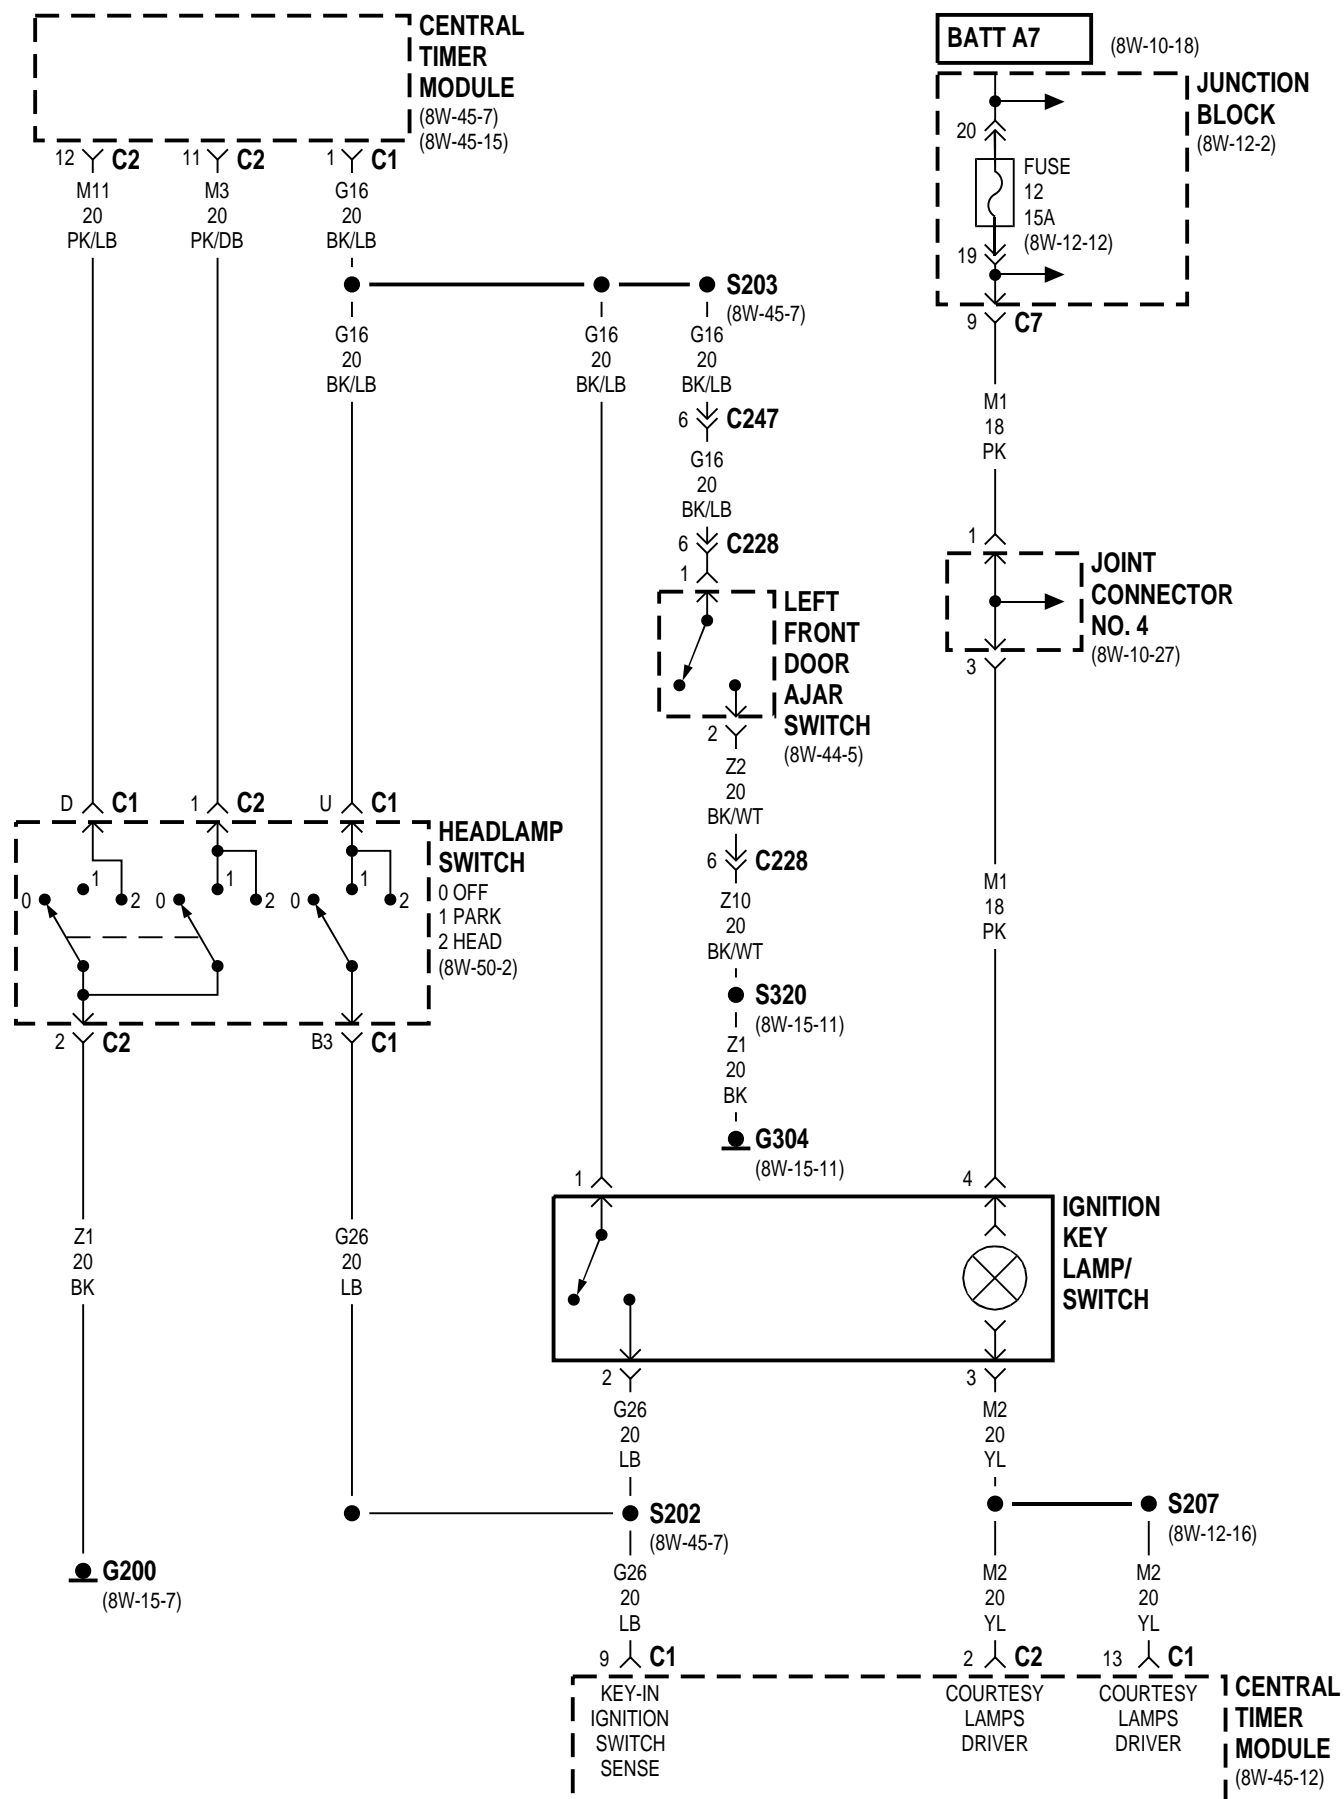 CENTRAL
TIMER
MODULE
(8W-45-7)
(8W-45-15)
BATT A7
(8W-10-18)
JUNCTION
BLOCK
(8W-12-2)
20
FUSE
12
15A
(8W-12-12)
19
9 C7
12 C2
11 C2
1 C1
M11
20
PK/LB
M3
20
PK/DB
G16
20
BK/LB
S203
(8W-45-7)
G16
20
BK/LB
G16
20
BK/LB
G16
20
BK/LB
6 C247
G16
20
BK/LB
6 C228
1
LEFT
FRONT
DOOR
AJAR
SWITCH
(8W-44-5)
2
Z2
20
BK/WT
6 C228
Z10
20
BK/WT
S320
(8W-15-11)
Z1
20
BK
G304
(8W-15-11)
M1
18
PK
1
JOINT
CONNECTOR
NO. 4
(8W-10-27)
3
M1
18
PK
D C1
1 C2
U C1
HEADLAMP
SWITCH
0 OFF
1 PARK
2 HEAD
(8W-50-2)
0 1 2
0 1 2
0 1 2
2 C2
B3 C1
Z1
20
BK
G26
20
LB
G200
(8W-15-7)
1
4
IGNITION
KEY
LAMP/
SWITCH
2
3
G26
20
LB
M2
20
YL
S202
(8W-45-7)
S207
(8W-12-16)
G26
20
LB
M2
20
YL
M2
20
YL
9 C1
2 C2
13 C1
KEY-IN
IGNITION
SWITCH
SENSE
COURTESY
LAMPS
DRIVER
COURTESY
LAMPS
DRIVER
CENTRAL
TIMER
MODULE
(8W-45-12)